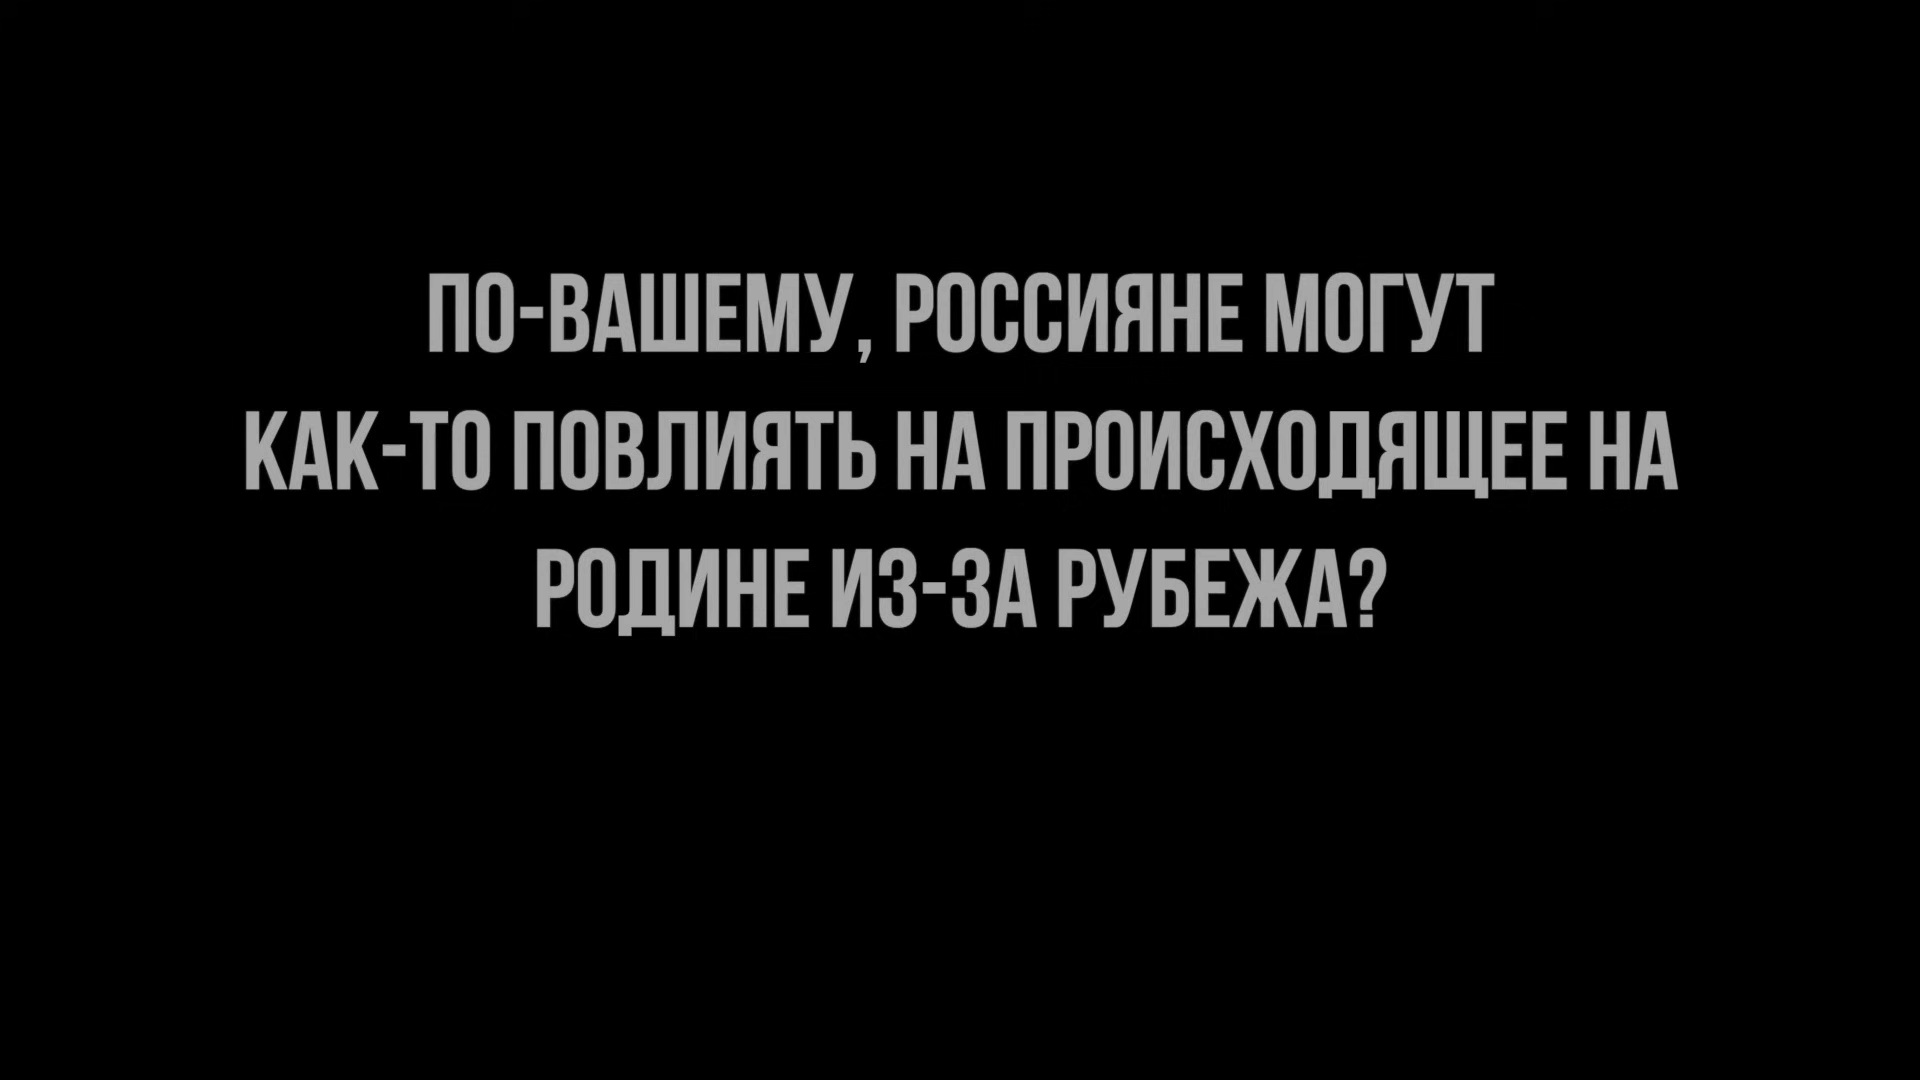 ПО-ВАШЕМУ, РОССИЯНЕ МОГУТ
КАК-ТО ПОВЛИЯТЬ НА ПРОИСХОДЯЩЕЕ НА
РОДИНЕ ИЗ-ЗА РУБЕЖА?